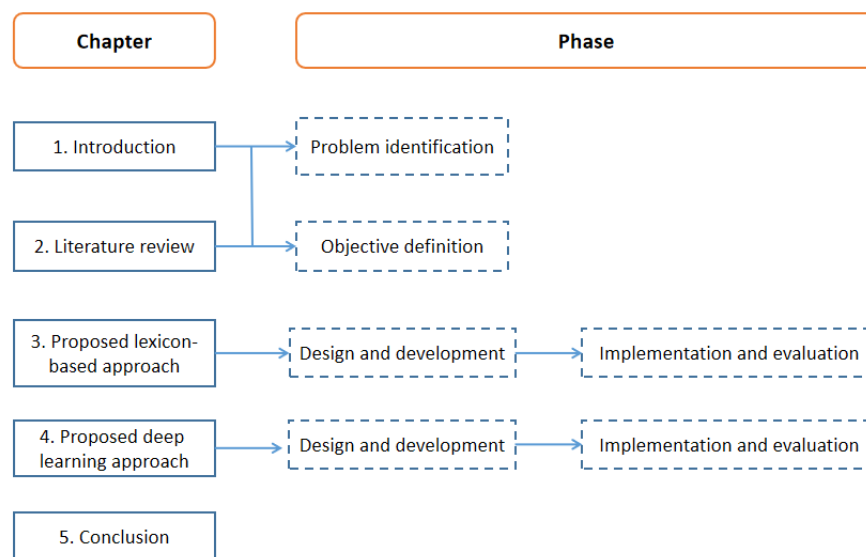 Chapter
Phase
1. Introduction
Problem identification
2. Literature review
Objective definition
3. Proposed lexicon-
based approach
Design and development
Implementation and evaluation
4. Proposed deep
learning approach
Design and development
Implementation and evaluation
5. Conclusion